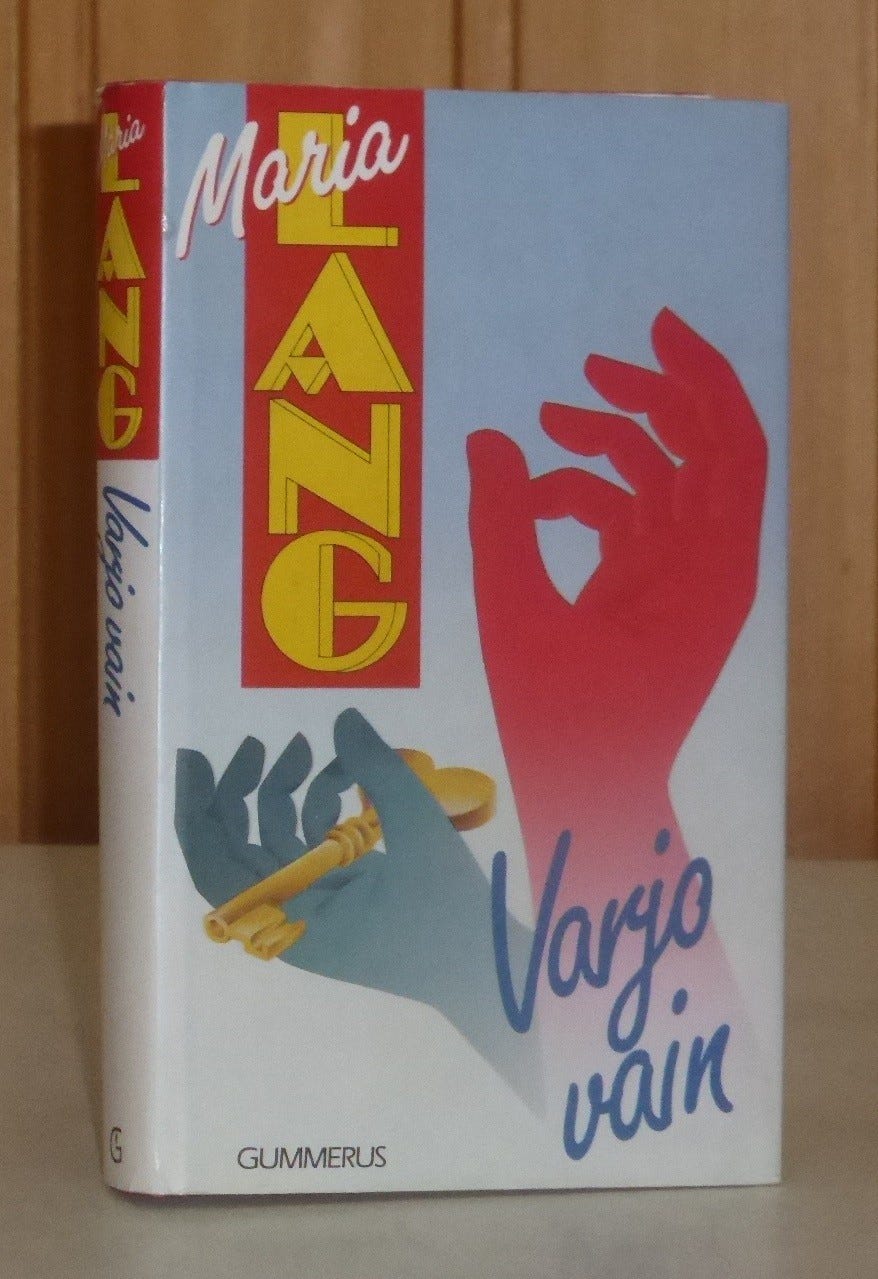 Maria
LANG
Varjo vain
G
Maria
LANG
Varjo
vain
GUMMERUS